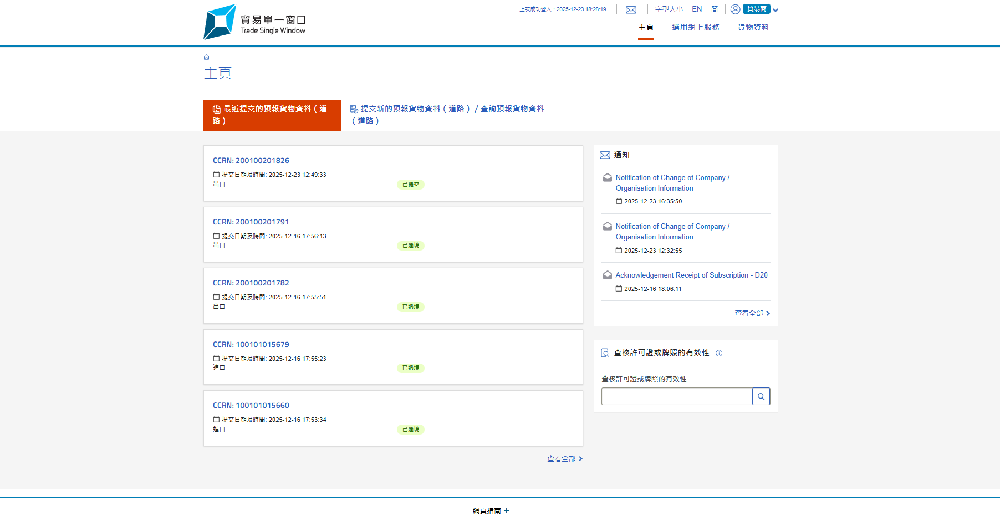 貿易單一窗口
Trade Single Window
上次成功登入：2025-12-23 18:28:19
字型大小
EN
简
貿易商
主頁
選用網上服務
貨物資料
主頁
最近提交的預報貨物資料（道
路）
提交新的預報貨物資料（道路）/ 查詢預報貨物資料
（道路）
CCRN: 200100201826
提交日期及時間: 2025-12-23 12:49:33
出口
已提交
CCRN: 200100201791
提交日期及時間: 2025-12-16 17:56:13
出口
已過境
CCRN: 200100201782
提交日期及時間: 2025-12-16 17:55:51
出口
已過境
CCRN: 100101015679
提交日期及時間: 2025-12-16 17:55:23
進口
已過境
CCRN: 100101015660
提交日期及時間: 2025-12-16 17:53:34
進口
已過境
查看全部
通知
Notification of Change of Company /
Organisation Information
2025-12-23 16:35:50
Notification of Change of Company /
Organisation Information
2025-12-23 12:32:55
Acknowledgement Receipt of Subscription - D20
2025-12-16 18:06:11
查看全部
查核許可證或牌照的有效性
查核許可證或牌照的有效性
網頁指南 +